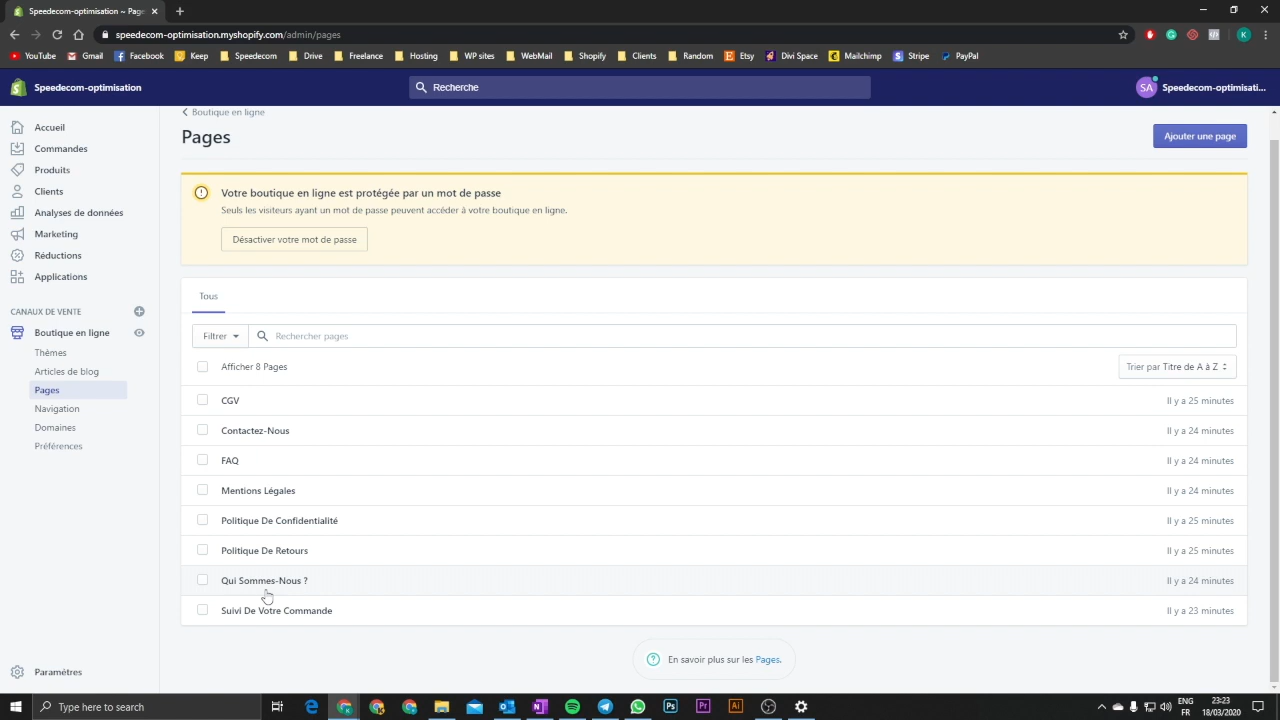 Speedecom-optimisation ~ Page
speedecom-optimisation.myshopify.com/admin/pages
K
YouTube Gmail Facebook Keep Speedecom Drive Freelance Hosting WP sites WebMail Shopify Clients Random Etsy Divi Space Mailchimp Stripe PayPal
Speedecom-optimisation
Recherche
SA Speedecom-optimisati...
Accueil
Commandes
Produits
Clients
Analyses de données
Marketing
Réductions
Applications
CANAUX DE VENTE
Boutique en ligne
Thèmes
Articles de blog
Pages
Navigation
Domaines
Préférences
Paramètres
Boutique en ligne
Pages
Ajouter une page
Votre boutique en ligne est protégée par un mot de passe
Seuls les visiteurs ayant un mot de passe peuvent accéder à votre boutique en ligne.
Désactiver votre mot de passe
Tous
Filtrer Rechercher pages
Afficher 8 Pages Trier par Titre de A à Z
CGV Il y a 25 minutes
Contactez-Nous Il y a 24 minutes
FAQ Il y a 24 minutes
Mentions Légales Il y a 24 minutes
Politique De Confidentialité Il y a 25 minutes
Politique De Retours Il y a 25 minutes
Qui Sommes-Nous ? Il y a 24 minutes
Suivi De Votre Commande Il y a 23 minutes
En savoir plus sur les Pages.
Type here to search
Ps Pr Ai
ENG
FR
23:23
18/03/2020